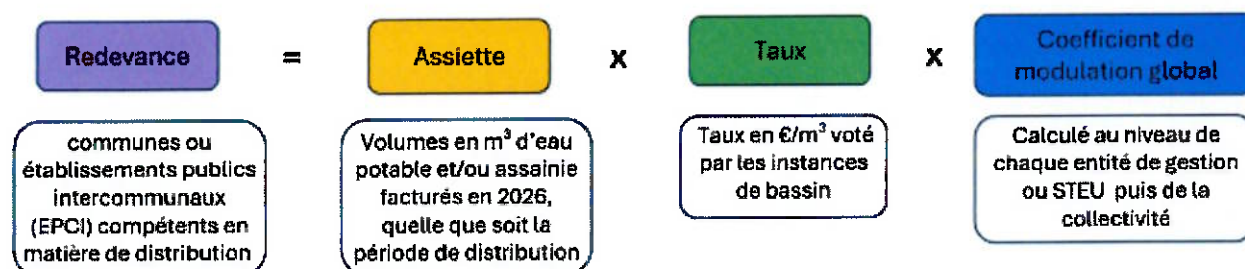 Redevance
=
Assiette
x
Taux
x
Coefficient de
modulation global
communes ou
établissements publics
intercommunaux
(EPCI) compétents en
matière de distribution
Volumes en m³ d'eau
potable et/ou assainie
facturés en 2026,
quelle que soit la
période de distribution
Taux en €/m³ voté
par les instances
de bassin
Calculé au niveau de
chaque entité de gestion
ou STEU puis de la
collectivité